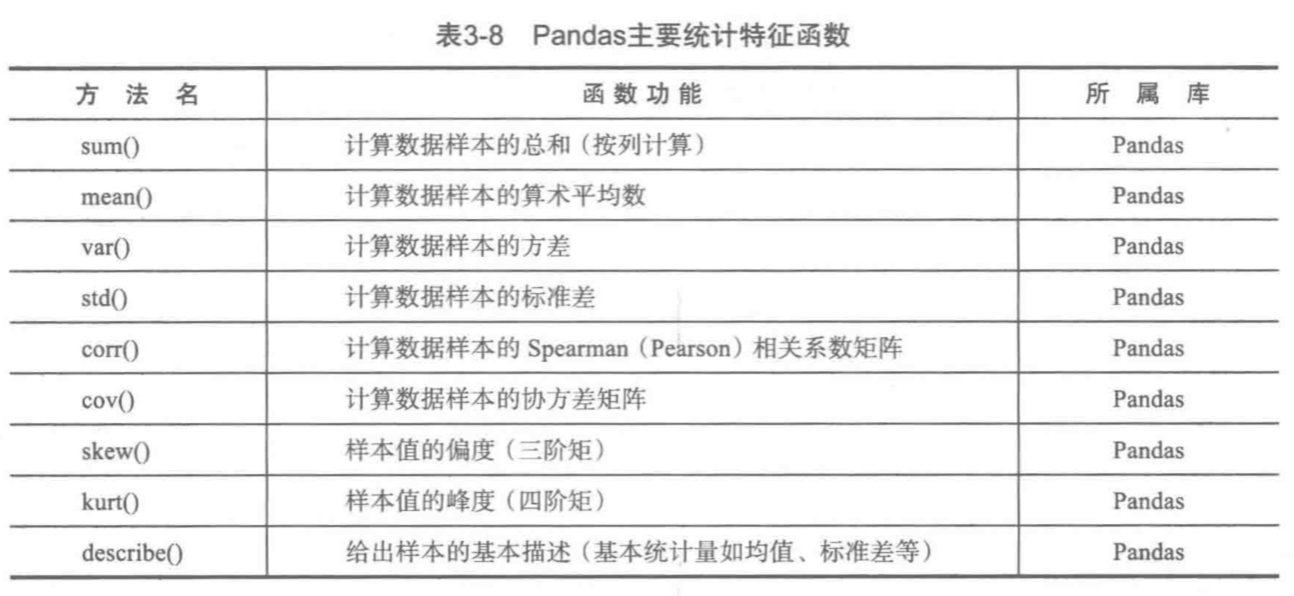 表3-8 Pandas主要统计特征函数
方 法 名 函 数 功 能 所 属 库
sum() 计算数据样本的总和（按列计算） Pandas
mean() 计算数据样本的算术平均数 Pandas
var() 计算数据样本的方差 Pandas
std() 计算数据样本的标准差 Pandas
corr() 计算数据样本的 Spearman（Pearson）相关系数矩阵 Pandas
cov() 计算数据样本的协方差矩阵 Pandas
skew() 样本值的偏度（三阶矩） Pandas
kurt() 样本值的峰度（四阶矩） Pandas
describe() 给出样本的基本描述（基本统计量如均值、标准差等） Pandas